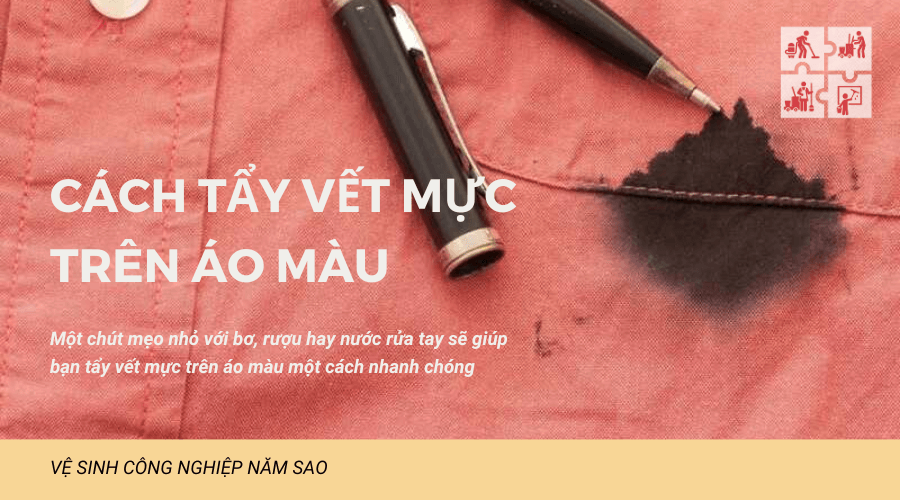 CÁCH TẨY VẾT MỰC
TRÊN ÁO MÀU
Một chút mẹo nhỏ với bơ, rượu hay nước rửa tay sẽ giúp
bạn tẩy vết mực trên áo màu một cách nhanh chóng
VỆ SINH CÔNG NGHIỆP NĂM SAO